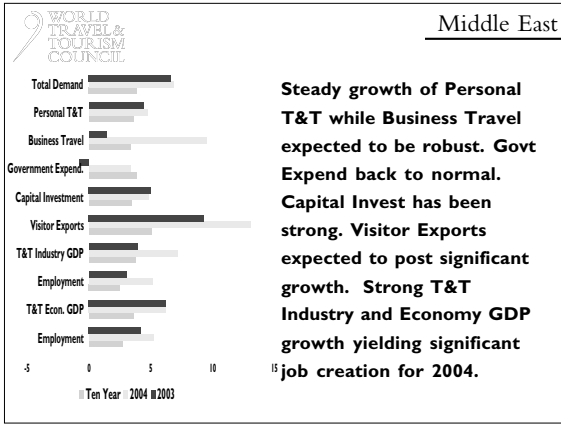 WORLD
TRAVEL &
TOURISM
COUNCIL
Middle East
Total Demand
Personal T&T
Business Travel
Government Expend.
Capital Investment
Visitor Exports
T&T Industry GDP
Employment
T&T Econ. GDP
Employment
-5 0 5 10 15
Ten Year 2004 2003
Steady growth of Personal
T&T while Business Travel
expected to be robust. Govt
Expend back to normal.
Capital Invest has been
strong. Visitor Exports
expected to post significant
growth. Strong T&T
Industry and Economy GDP
growth yielding significant
job creation for 2004.